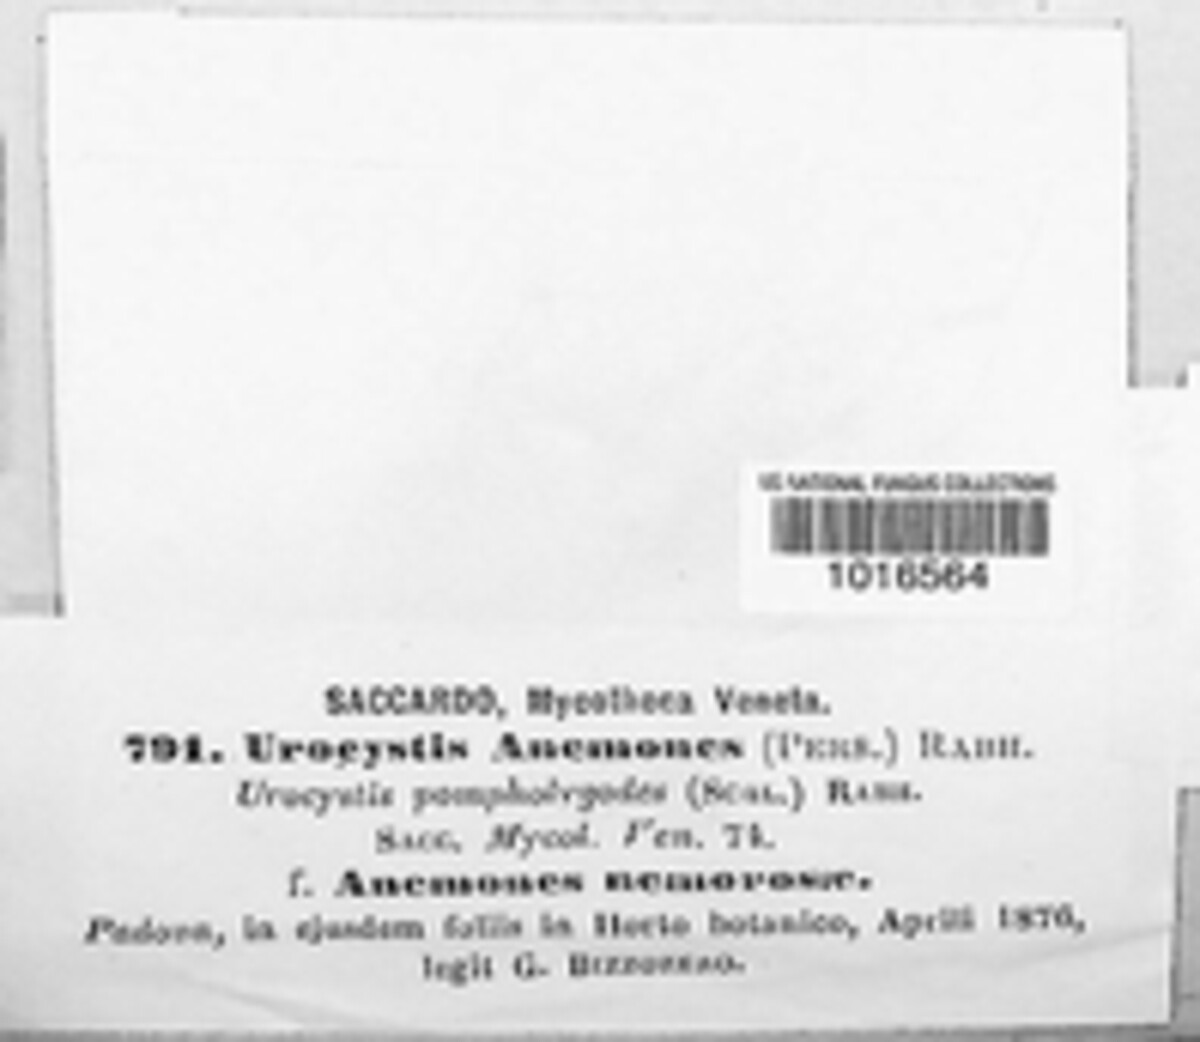 US NATIONAL FUNGUS COLLECTIONS
1016564
SACCARDO, Mycotheca Veneta.
791. Urocystis Anemones (PERS.) RABH.
Urocystis pompholygodes (SCHL.) RABH.
SACC. Mycol. Ven. 74.
f. Anemones nemorosæ.
Padova, in ejusdem foliis in Horto botanico, Aprili 1876,
legit G. BIZZOZERO.